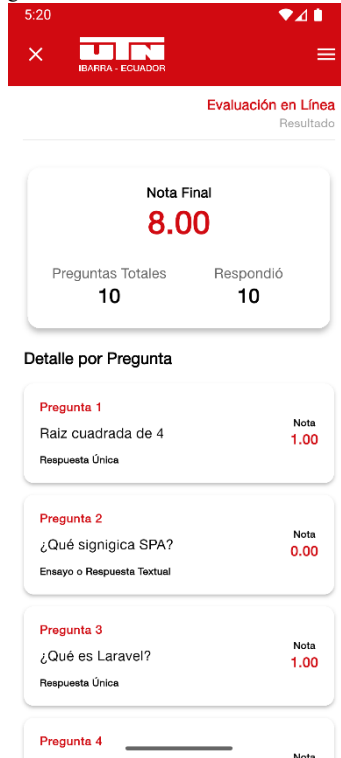 5:20
UTN
IBARRA - ECUADOR
Evaluación en Línea
Resultado
Nota Final
8.00
Preguntas Totales
Respondió
10
10
Detalle por Pregunta
Pregunta 1
Raiz cuadrada de 4
Respuesta Única
Nota
1.00
Pregunta 2
¿Qué signigica SPA?
Ensayo o Respuesta Textual
Nota
0.00
Pregunta 3
¿Qué es Laravel?
Respuesta Única
Nota
1.00
Pregunta 4
Nota